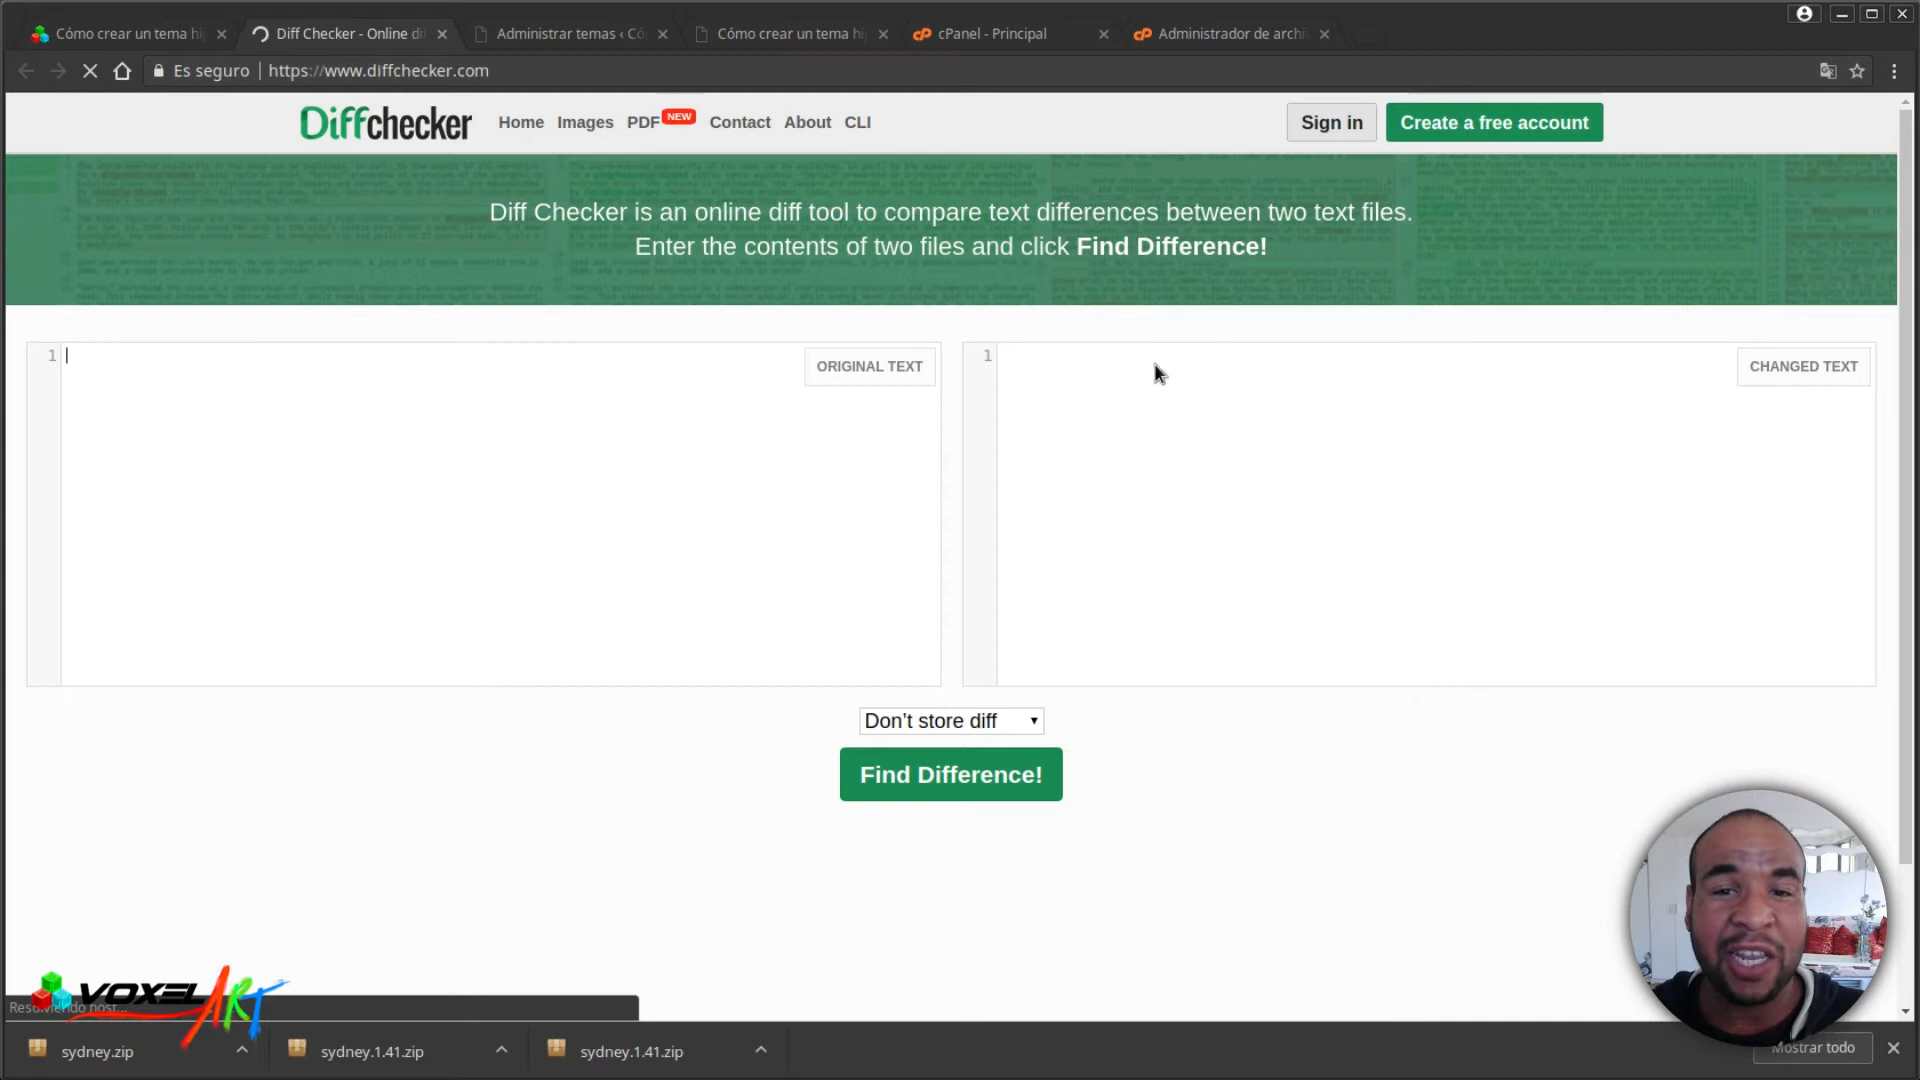 Cómo crear un tema hi
Diff Checker - Online di
Administrar temas ‹ Có
Cómo crear un tema hi
cPanel - Principal
Administrador de archi
Es seguro
https://www.diffchecker.com
Diffchecker
Home
Images
PDF
NEW
Contact
About
CLI
Sign in
Create a free account
Diff Checker is an online diff tool to compare text differences between two text files.
Enter the contents of two files and click Find Difference!
1
ORIGINAL TEXT
1
CHANGED TEXT
Don't store diff
Find Difference!
VOXEL ART
sydney.zip
sydney.1.41.zip
sydney.1.41.zip
Mostrar todo